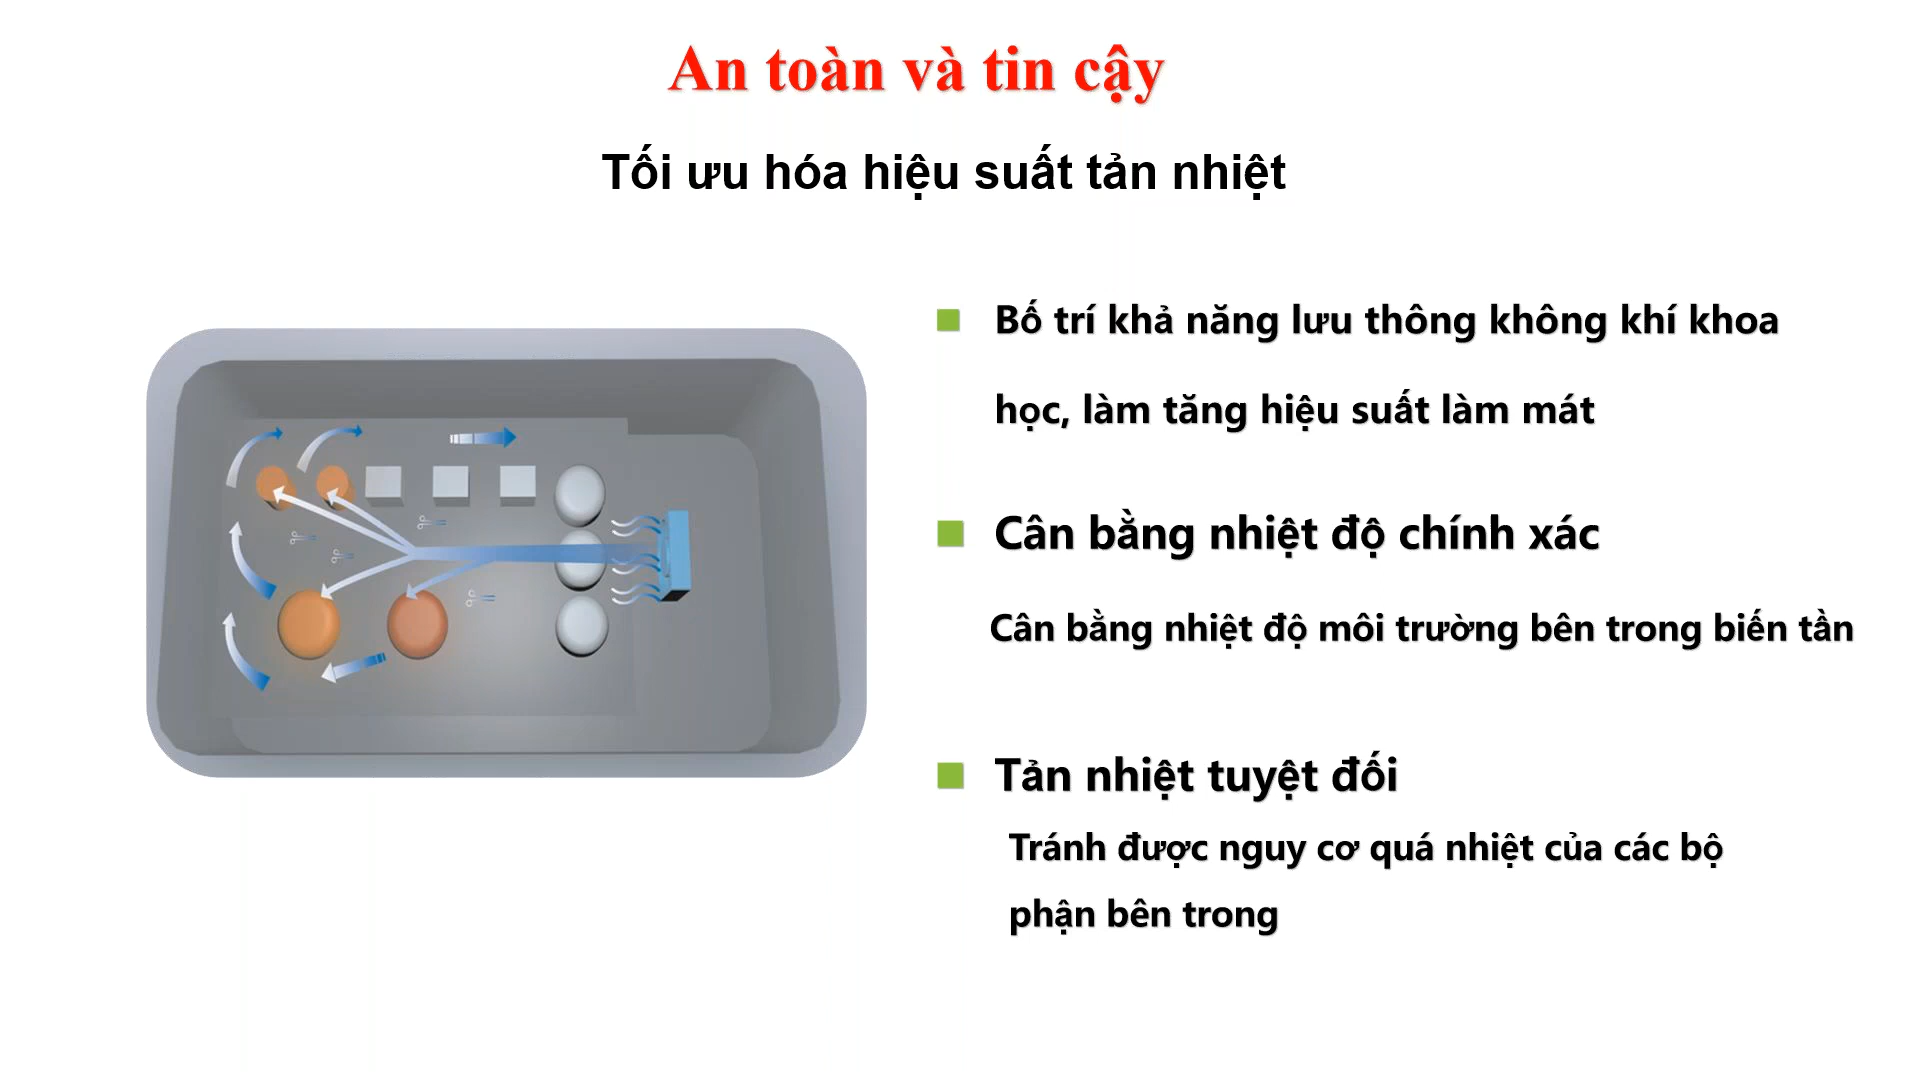 An toàn và tin cậy
Tối ưu hóa hiệu suất tản nhiệt
Bố trí khả năng lưu thông không khí khoa
học, làm tăng hiệu suất làm mát
Cân bằng nhiệt độ chính xác
Cân bằng nhiệt độ môi trường bên trong biến tần
Tản nhiệt tuyệt đối
Tránh được nguy cơ quá nhiệt của các bộ
phận bên trong